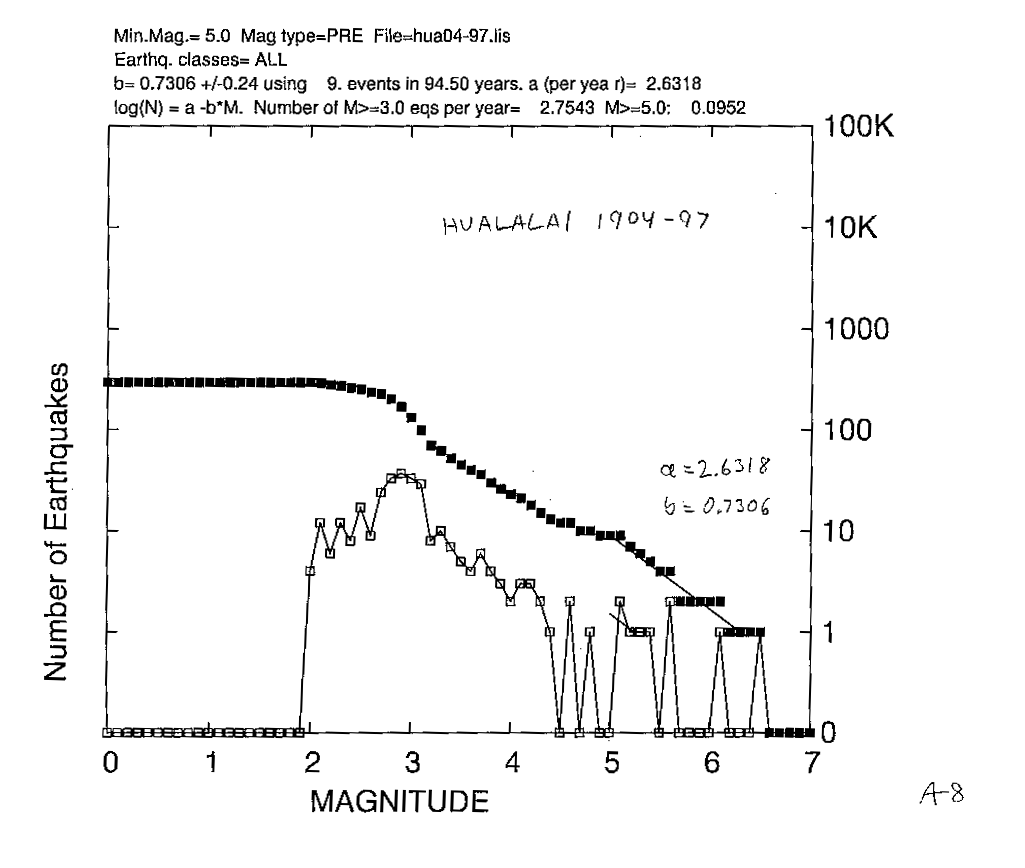 Min.Mag.= 5.0 Mag type=PRE File=hua04-97.lis
Earthq. classes= ALL
b= 0.7306 +/-0.24 using 9. events in 94.50 years. a (per yea r)= 2.6318
log(N) = a -b*M. Number of M>=3.0 eqs per year= 2.7543 M>=5.0: 0.0952
100K
HUALALAI 1904-97
10K
1000
100
a=2.6318
b=0.7306
10
1
0
Number of Earthquakes
0 1 2 3 4 5 6 7
MAGNITUDE
A-8